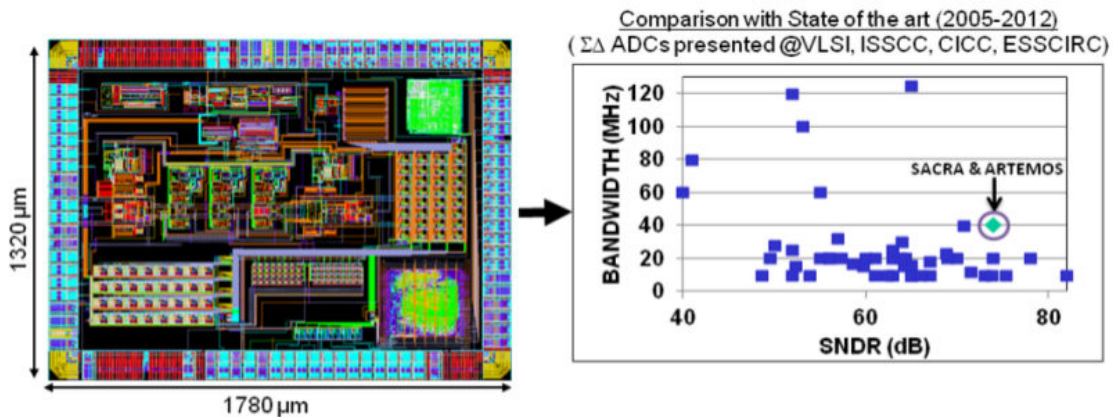 Comparison with State of the art (2005-2012)
( ΣΔ ADCs presented @VLSI, ISSCC, CICC, ESSCIRC)
1320 µm
1780 µm
BANDWIDTH (MHz)
120
100
80
60
40
20
0
SACRA & ARTEMOS
40
60
80
SNDR (dB)